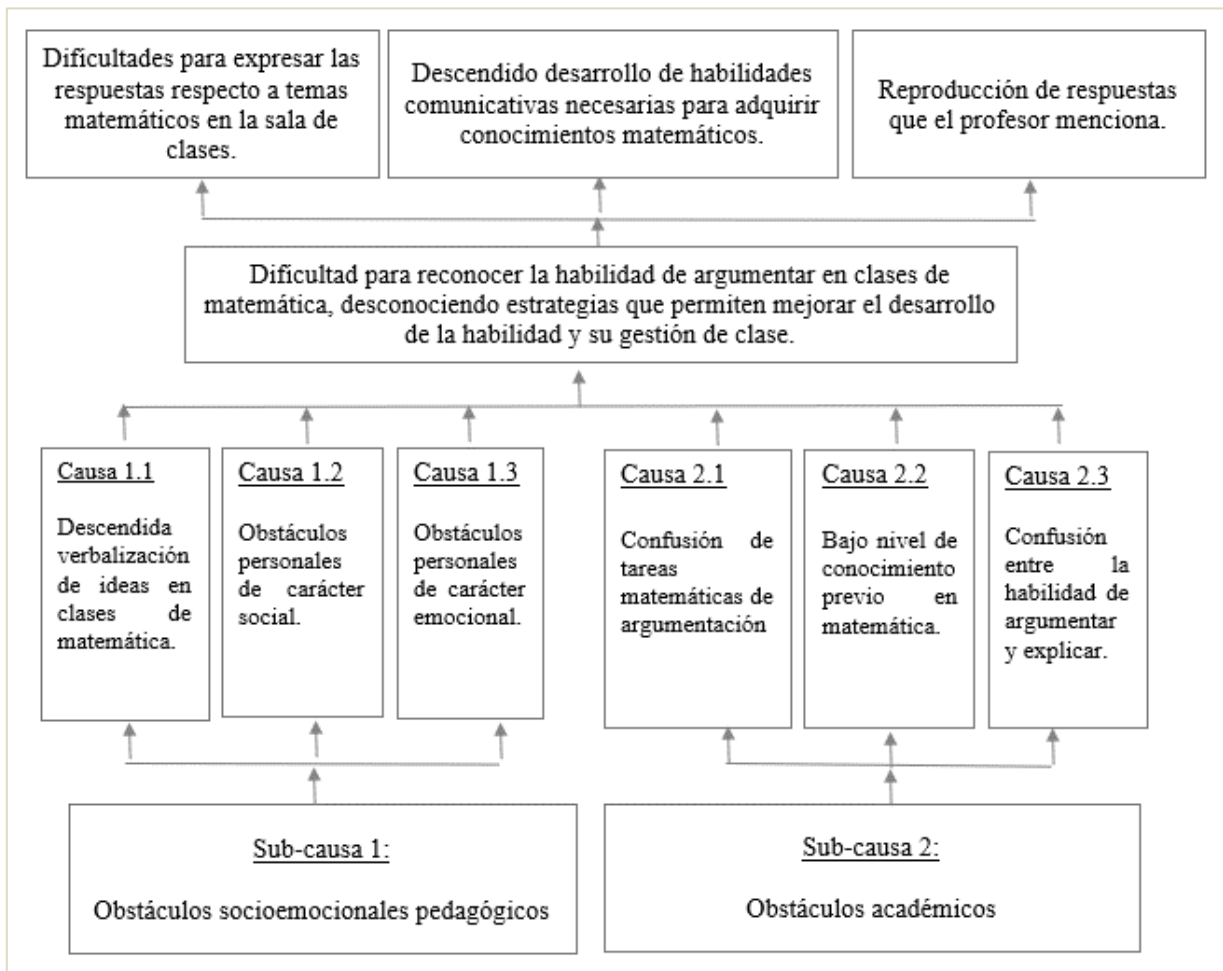 Dificultades para expresar las
respuestas respecto a temas
matemáticos en la sala de
clases.
Descendido desarrollo de habilidades
comunicativas necesarias para adquirir
conocimientos matemáticos.
Reproducción de respuestas
que el profesor menciona.
Dificultad para reconocer la habilidad de argumentar en clases de
matemática, desconociendo estrategias que permiten mejorar el desarrollo
de la habilidad y su gestión de clase.
Causa 1.1
Descendida
verbalización
de ideas en
clases de
matemática.
Causa 1.2
Obstáculos
personales
de carácter
social.
Causa 1.3
Obstáculos
personales
de carácter
emocional.
Causa 2.1
Confusión de
tareas
matemáticas de
argumentación
Causa 2.2
Bajo nivel de
conocimiento
previo en
matemática.
Causa 2.3
Confusión
entre la
habilidad de
argumentar
y explicar.
Sub-causa 1:
Obstáculos socioemocionales pedagógicos
Sub-causa 2:
Obstáculos académicos